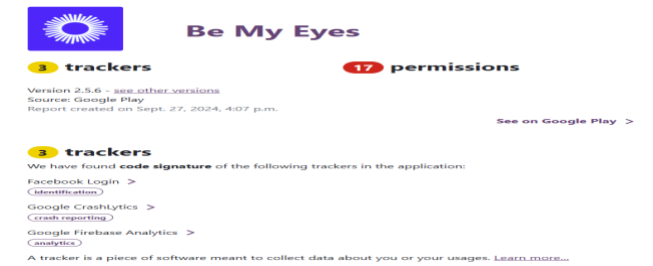 Be My Eyes
3 trackers
17 permissions
Version 2.5.6 - see other versions
Source: Google Play
Report created on Sept. 27, 2024, 4:07 p.m.
See on Google Play >
3 trackers
We have found code signature of the following trackers in the application:
Facebook Login >
identification
Google CrashLytics >
crash reporting
Google Firebase Analytics >
analytics
A tracker is a piece of software meant to collect data about you or your usages. Learn more...